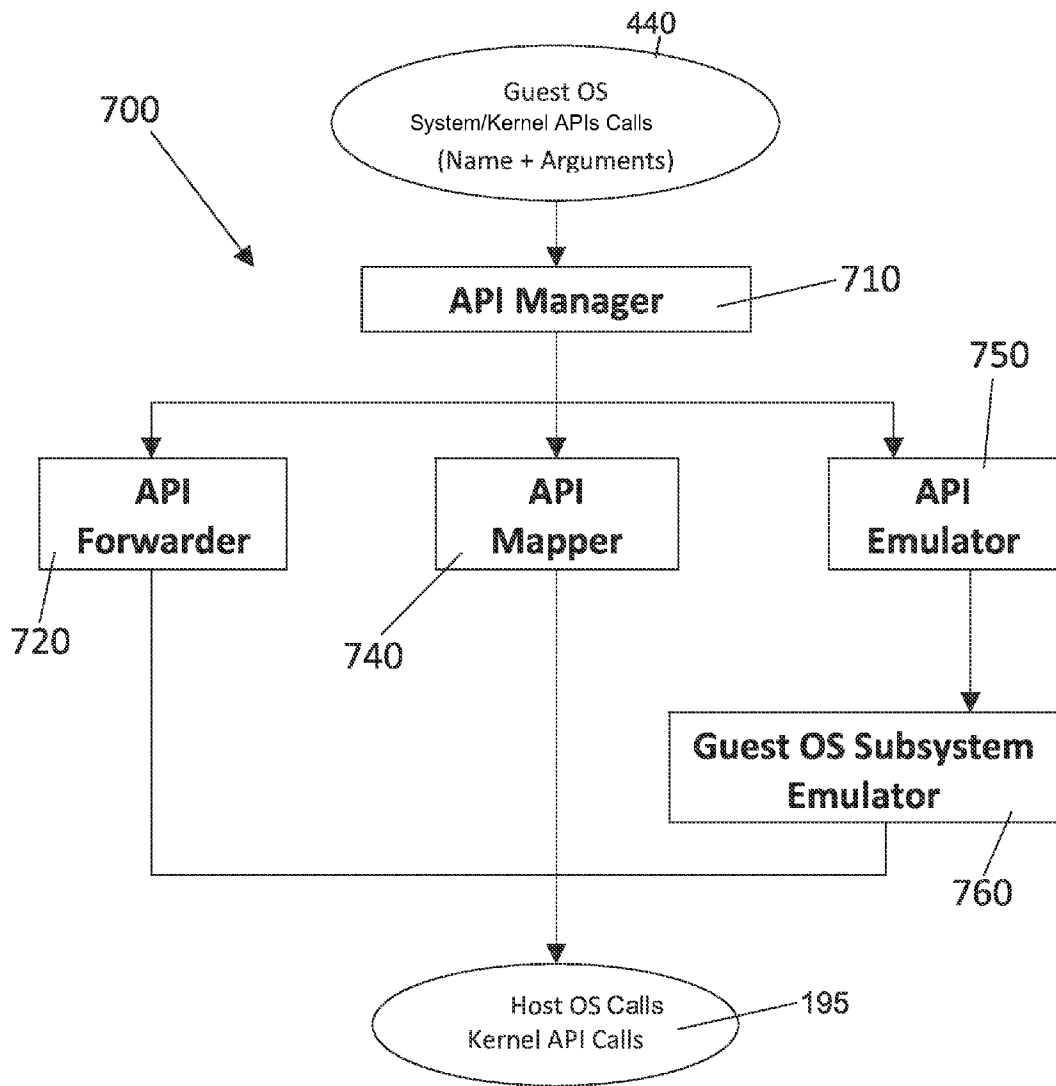 440
Guest OS
System/Kernel APIs Calls
(Name + Arguments)
700
API Manager
710
750
API
Forwarder
API
Mapper
API
Emulator
720
740
Guest OS Subsystem
Emulator
760
Host OS Calls
Kernel API Calls
195